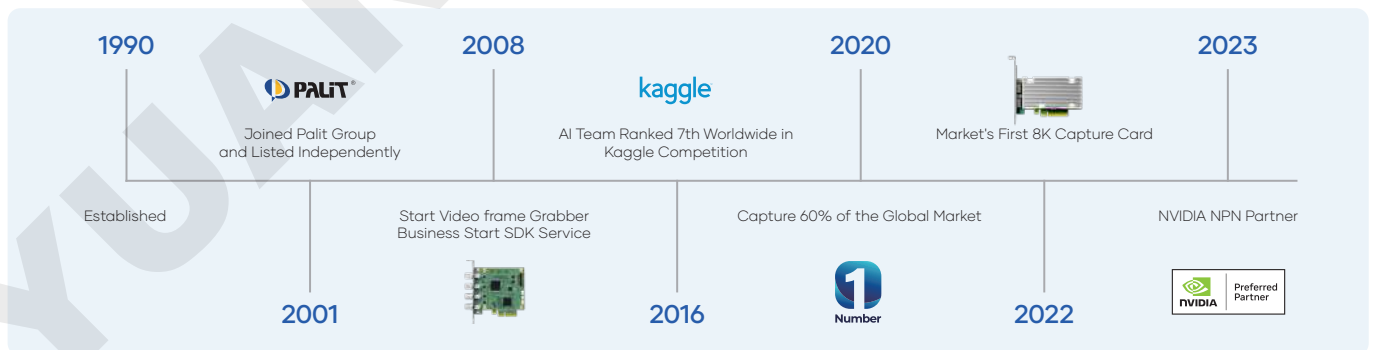 1990
2008
2020
2023
PALiT®
kaggle
Joined Palit Group
and Listed Independently
AI Team Ranked 7th Worldwide in
Kaggle Competition
Market's First 8K Capture Card
Established
Start Video frame Grabber
Business Start SDK Service
Capture 60% of the Global Market
NVIDIA NPN Partner
1
Number
NVIDIA
Preferred
Partner
2001
2016
2022
YUAN